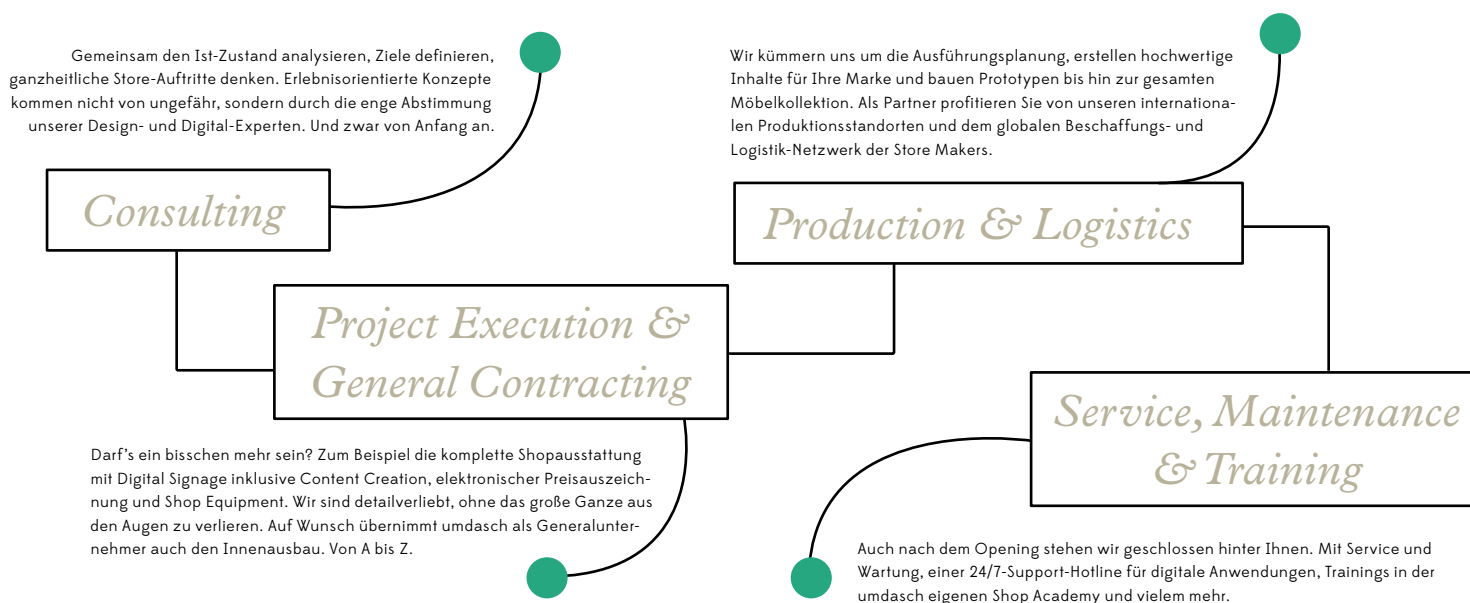 Gemeinsam den Ist-Zustand analysieren, Ziele definieren,
ganzheitliche Store-Auftritte denken. Erlebnisorientierte Konzepte
kommen nicht von ungefähr, sondern durch die enge Abstimmung
unserer Design- und Digital-Experten. Und zwar von Anfang an.
Consulting
Project Execution &
General Contracting
Darf's ein bisschen mehr sein? Zum Beispiel die komplette Shopausstattung
mit Digital Signage inklusive Content Creation, elektronischer Preisauszeich-
nung und Shop Equipment. Wir sind detailverliebt, ohne das große Ganze aus
den Augen zu verlieren. Auf Wunsch übernimmt umdasch als Generalunter-
nehmer auch den Innenausbau. Von A bis Z.
Wir kümmern uns um die Ausführungsplanung, erstellen hochwertige
Inhalte für Ihre Marke und bauen Prototypen bis hin zur gesamten
Möbelkollektion. Als Partner profitieren Sie von unseren internationa-
len Produktionsstandorten und dem globalen Beschaffungs- und
Logistik-Netzwerk der Store Makers.
Production & Logistics
Service, Maintenance
& Training
Auch nach dem Opening stehen wir geschlossen hinter Ihnen. Mit Service und
Wartung, einer 24/7-Support-Hotline für digitale Anwendungen, Trainings in der
umdasch eigenen Shop Academy und vielem mehr.